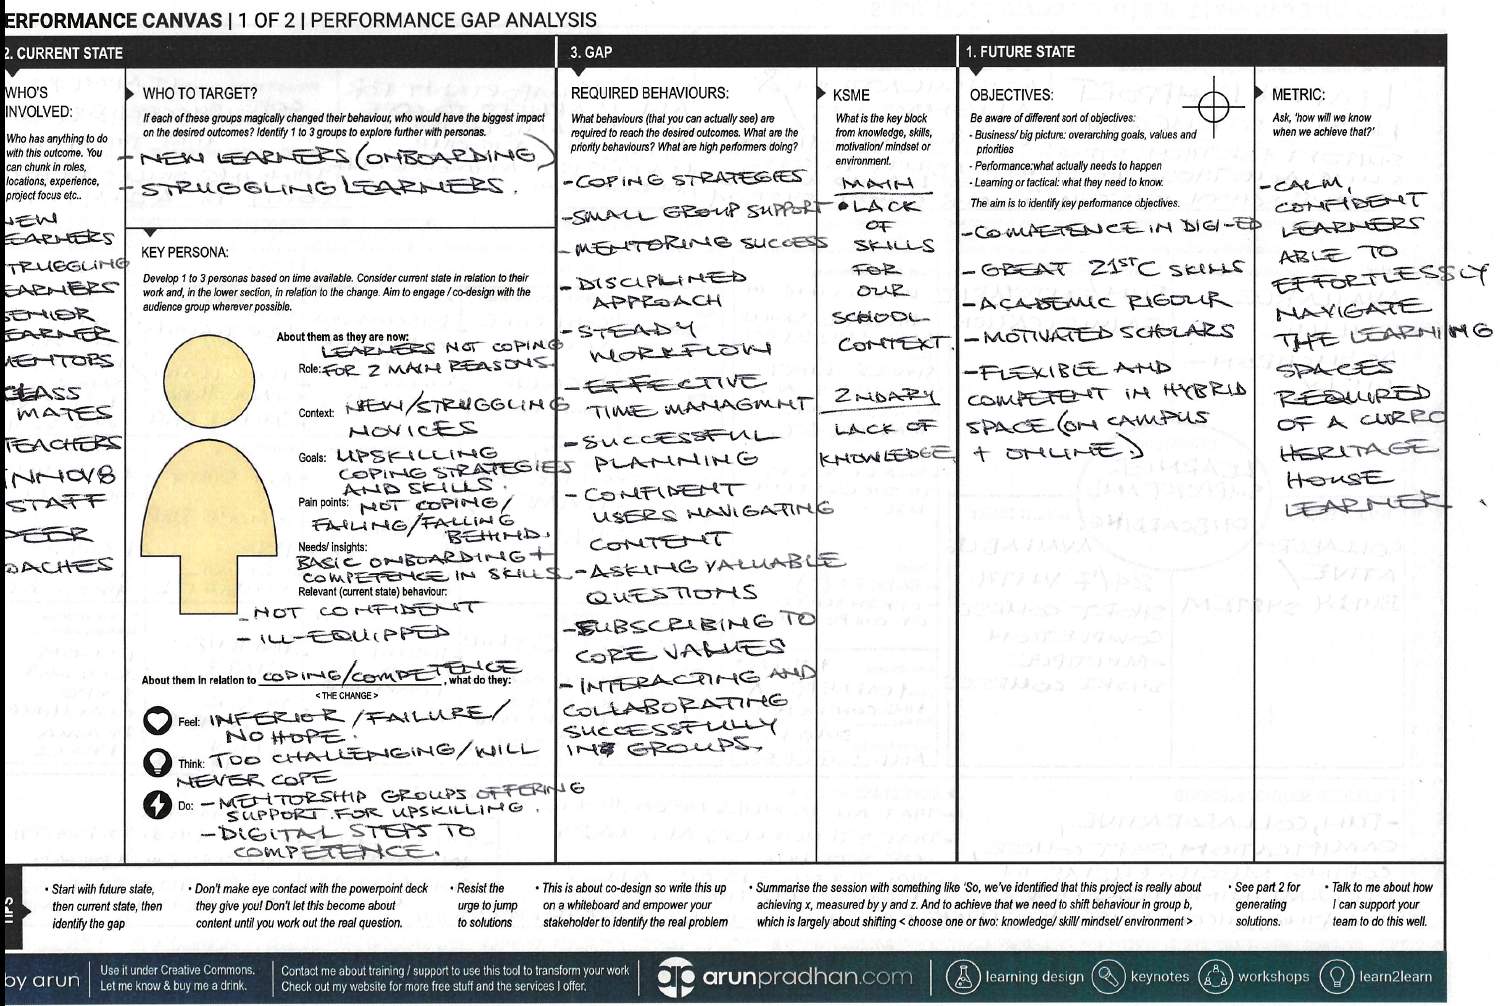 ERFORMANCE CANVAS | 1 OF 2 | PERFORMANCE GAP ANALYSIS
2. CURRENT STATE
WHO'S
INVOLVED:
Who has anything to do
with this outcome. You
can chunk in roles,
locations, experience,
project focus etc..
NEW
LEARNERS
STRUGGLING
LEARNERS
SENIOR
LEARNER
MENTORS
CLASS
MATES
TEACHERS
INNOV8
STAFF
PEER
OACHES
WHO TO TARGET?
If each of these groups magically changed their behaviour, who would have the biggest impact
on the desired outcomes? Identify 1 to 3 groups to explore further with personas.
- NEW LEARNERS (ONBOARDING)
- STRUGGLING LEARNERS.
KEY PERSONA:
Develop 1 to 3 personas based on time available. Consider current state in relation to their
work and, in the lower section, in relation to the change. Aim to engage / co-design with the
audience group wherever possible.
About them as they are now:
LEARNERS NOT COPING
Role: FOR 2 MAIN REASONS.
Context: NEW/STRUGGLING
NOVICES
Goals: UPSKILLING
COPING STRATEGIES
AND SKILLS.
Pain points: NOT COPING/
FAILING/FALLING
BEHIND.
Needs/ insights:
BASIC ONBOARDING +
COMPETENCE IN SKILLS
Relevant (current state) behaviour:
- NOT CONFIDENT
- ILL-EQUIPPED
About them in relation to COPING/COMPETENCE, what do they:
< THE CHANGE >
Feel: INFERIOR / FAILURE /
NO HOPE.
Think: TOO CHALLENGING/WILL
NEVER COPE
Do: - MENTORSHIP GROUPS OFFERING
SUPPORT FOR UPSKILLING.
- DIGITAL STEPS TO
COMPETENCE.
3. GAP
REQUIRED BEHAVIOURS:
What behaviours (that you can actually see) are
required to reach the desired outcomes. What are the
priority behaviours? What are high performers doing?
- COPING STRATEGIES
- SMALL GROUP SUPPORT
- MENTORING SUCCESS
- DISCIPLINED
APPROACH
- STEADY
WORKFLOW
- EFFECTIVE
TIME MANAGMNT
- SUCCESSFUL
PLANNING
- CONFIDENT
USERS NAVIGATING
CONTENT
- ASKING VALUABLE
QUESTIONS
- SUBSCRIBING TO
CORE VALUES
- INTERACTING AND
COLLABORATING
SUCCESSFULLY
IN GROUPS.
KSME
What is the key block
from knowledge, skills,
motivation/ mindset or
environment.
MAIN
• LACK
OF
SKILLS
FOR
OUR
SCHOOL
CONTEXT.
2NDARY
LACK OF
KNOWLEDGE
1. FUTURE STATE
OBJECTIVES:
Be aware of different sort of objectives:
- Business/ big picture: overarching goals, values and
priorities
- Performance:what actually needs to happen
- Learning or tactical: what they need to know.
The aim is to identify key performance objectives.
- COMPETENCE IN DIGI-ED
- GREAT 21ST C SKILLS
- ACADEMIC RIGOUR
- MOTIVATED SCHOLARS
- FLEXIBLE AND
COMPETENT IN HYBRID
SPACE (ON CAMPUS
+ ONLINE.)
METRIC:
Ask, 'how will we know
when we achieve that?'
- CALM,
CONFIDENT
LEARNERS
ABLE TO
EFFORTLESSLY
NAVIGATE
THE LEARNING
SPACES
REQUIRED
OF A CURRO
HERITAGE
HOUSE
LEARNER.
• Start with future state,
then current state, then
identify the gap
• Don't make eye contact with the powerpoint deck
they give you! Don't let this become about
content until you work out the real question.
• Resist the
urge to jump
to solutions
• This is about co-design so write this up
on a whiteboard and empower your
stakeholder to identify the real problem
• Summarise the session with something like 'So, we've identified that this project is really about
achieving x, measured by y and z. And to achieve that we need to shift behaviour in group b,
which is largely about shifting < choose one or two: knowledge/ skill/ mindset/ environment >
• See part 2 for
generating
solutions.
• Talk to me about how
I can support your
team to do this well.
by arun
Use it under Creative Commons.
Let me know & buy me a drink.
Contact me about training / support to use this tool to transform your work
Check out my website for more free stuff and the services I offer.
arunpradhan.com
learning design
keynotes
workshops
learn2learn